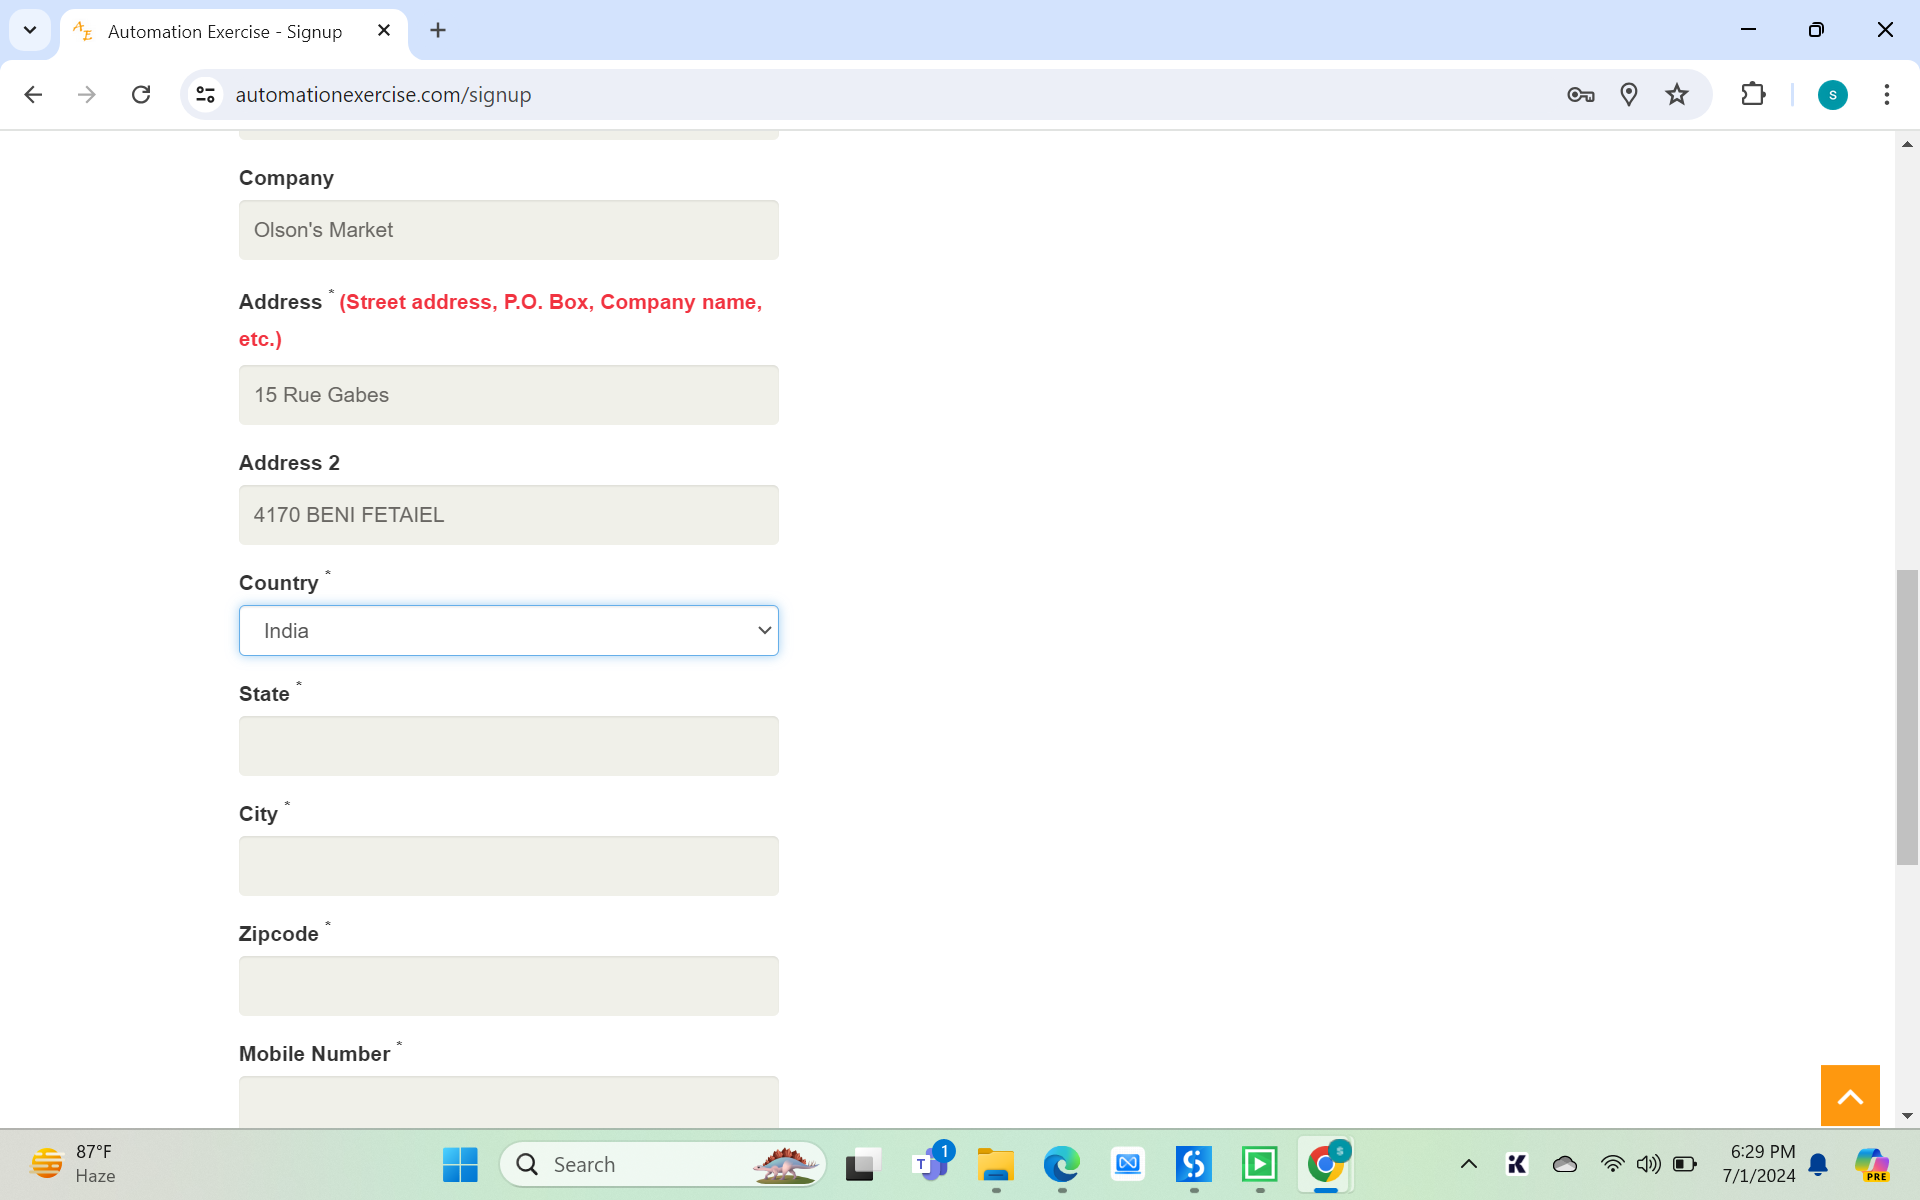 Automation Exercise - Signup
automationexercise.com/signup
s
Company
Olson's Market
Address * (Street address, P.O. Box, Company name,
etc.)
15 Rue Gabes
Address 2
4170 BENI FETAIEL
Country *
India
State *
City *
Zipcode *
Mobile Number *
87°F
Haze
Search
T
1
S
K
6:29 PM
7/1/2024
PRE